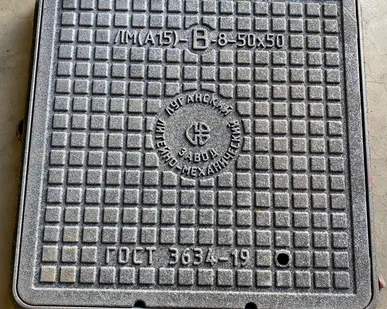 ЛМ(А15)-В-8-50х50
ЛУГАНСКИЙ
ЛИТЕЙНО-МЕХАНИЧЕСКИЙ
ЗАВОД
ГОСТ 3634-19